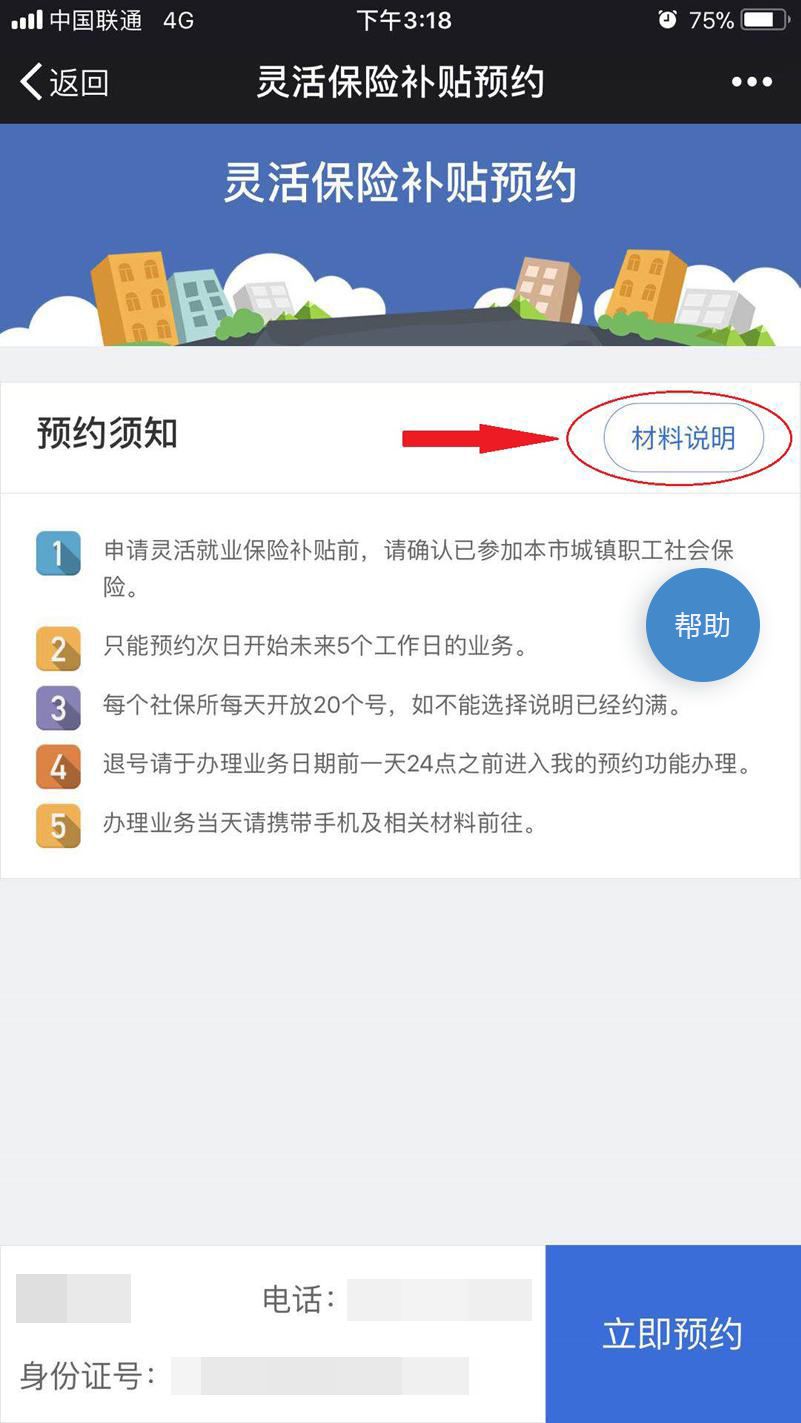 中国联通 4G 下午3:18 75%
返回 灵活保险补贴预约
灵活保险补贴预约
预约须知 材料说明
1 申请灵活就业保险补贴前，请确认已参加本市城镇职工社会保
险。
帮助
2 只能预约次日开始未来5个工作日的业务。
3 每个社保所每天开放20个号，如不能选择说明已经约满。
4 退号请于办理业务日期前一天24点之前进入我的预约功能办理。
5 办理业务当天请携带手机及相关材料前往。
电话：
立即预约
身份证号：